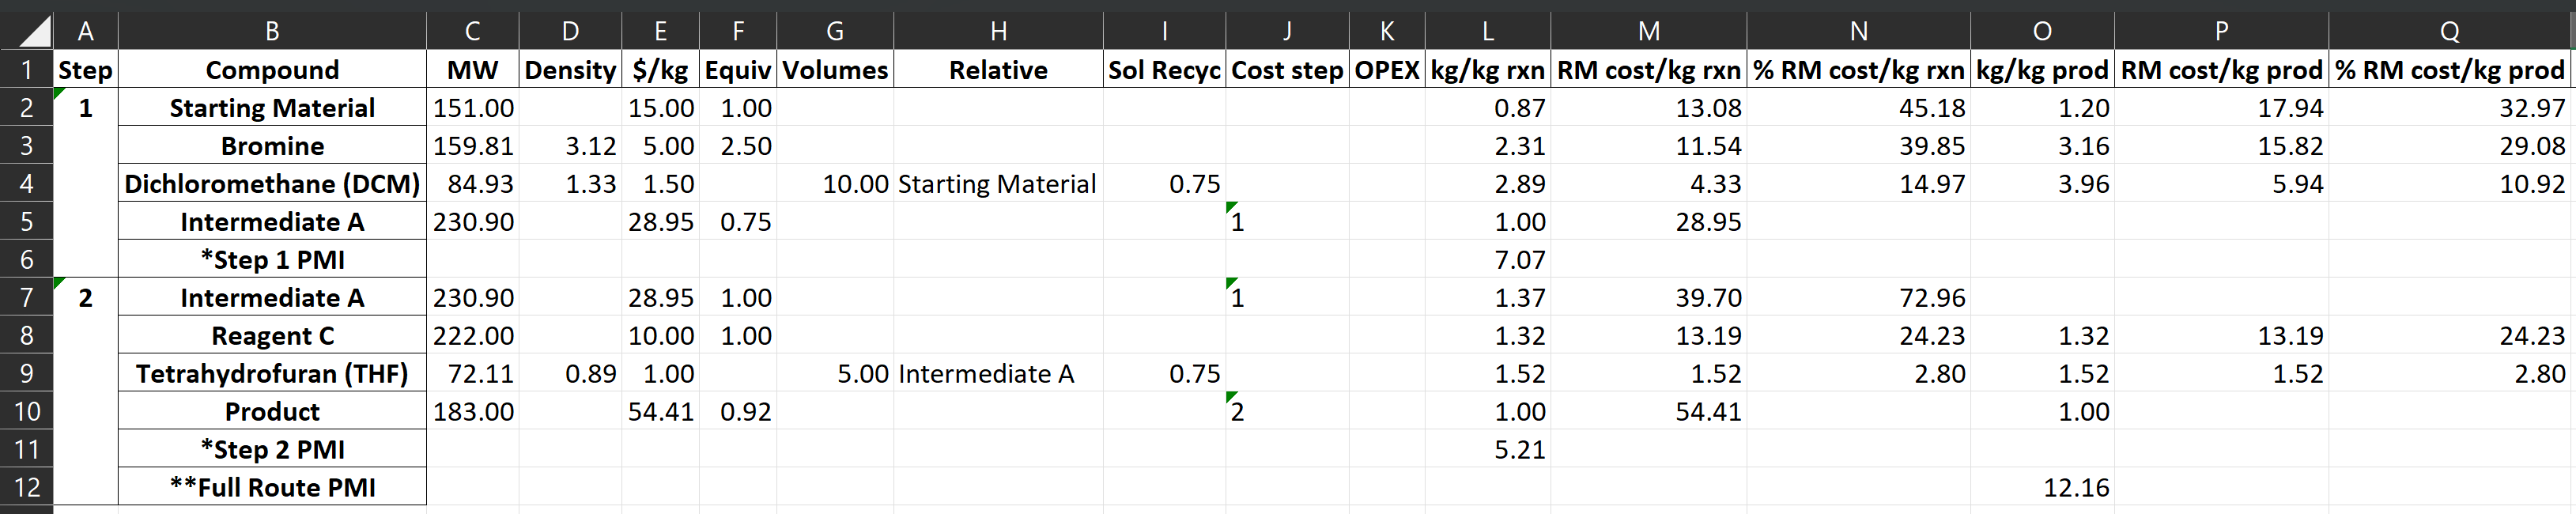 A B C D E F G H I J K L M N O P Q
1 Step Compound MW Density $/kg Equiv Volumes Relative Sol Recyc Cost step OPEX kg/kg rxn RM cost/kg rxn % RM cost/kg rxn kg/kg prod RM cost/kg prod % RM cost/kg prod
2 1 Starting Material 151.00 15.00 1.00 0.87 13.08 45.18 1.20 17.94 32.97
3 Bromine 159.81 3.12 5.00 2.50 2.31 11.54 39.85 3.16 15.82 29.08
4 Dichloromethane (DCM) 84.93 1.33 1.50 10.00 Starting Material 0.75 2.89 4.33 14.97 3.96 5.94 10.92
5 Intermediate A 230.90 28.95 0.75 1 1.00 28.95
6 *Step 1 PMI 7.07
7 2 Intermediate A 230.90 28.95 1.00 1 1.37 39.70 72.96
8 Reagent C 222.00 10.00 1.00 1.32 13.19 24.23 1.32 13.19 24.23
9 Tetrahydrofuran (THF) 72.11 0.89 1.00 5.00 Intermediate A 0.75 1.52 1.52 2.80 1.52 1.52 2.80
10 Product 183.00 54.41 0.92 2 1.00 54.41 1.00
11 *Step 2 PMI 5.21
12 **Full Route PMI 12.16